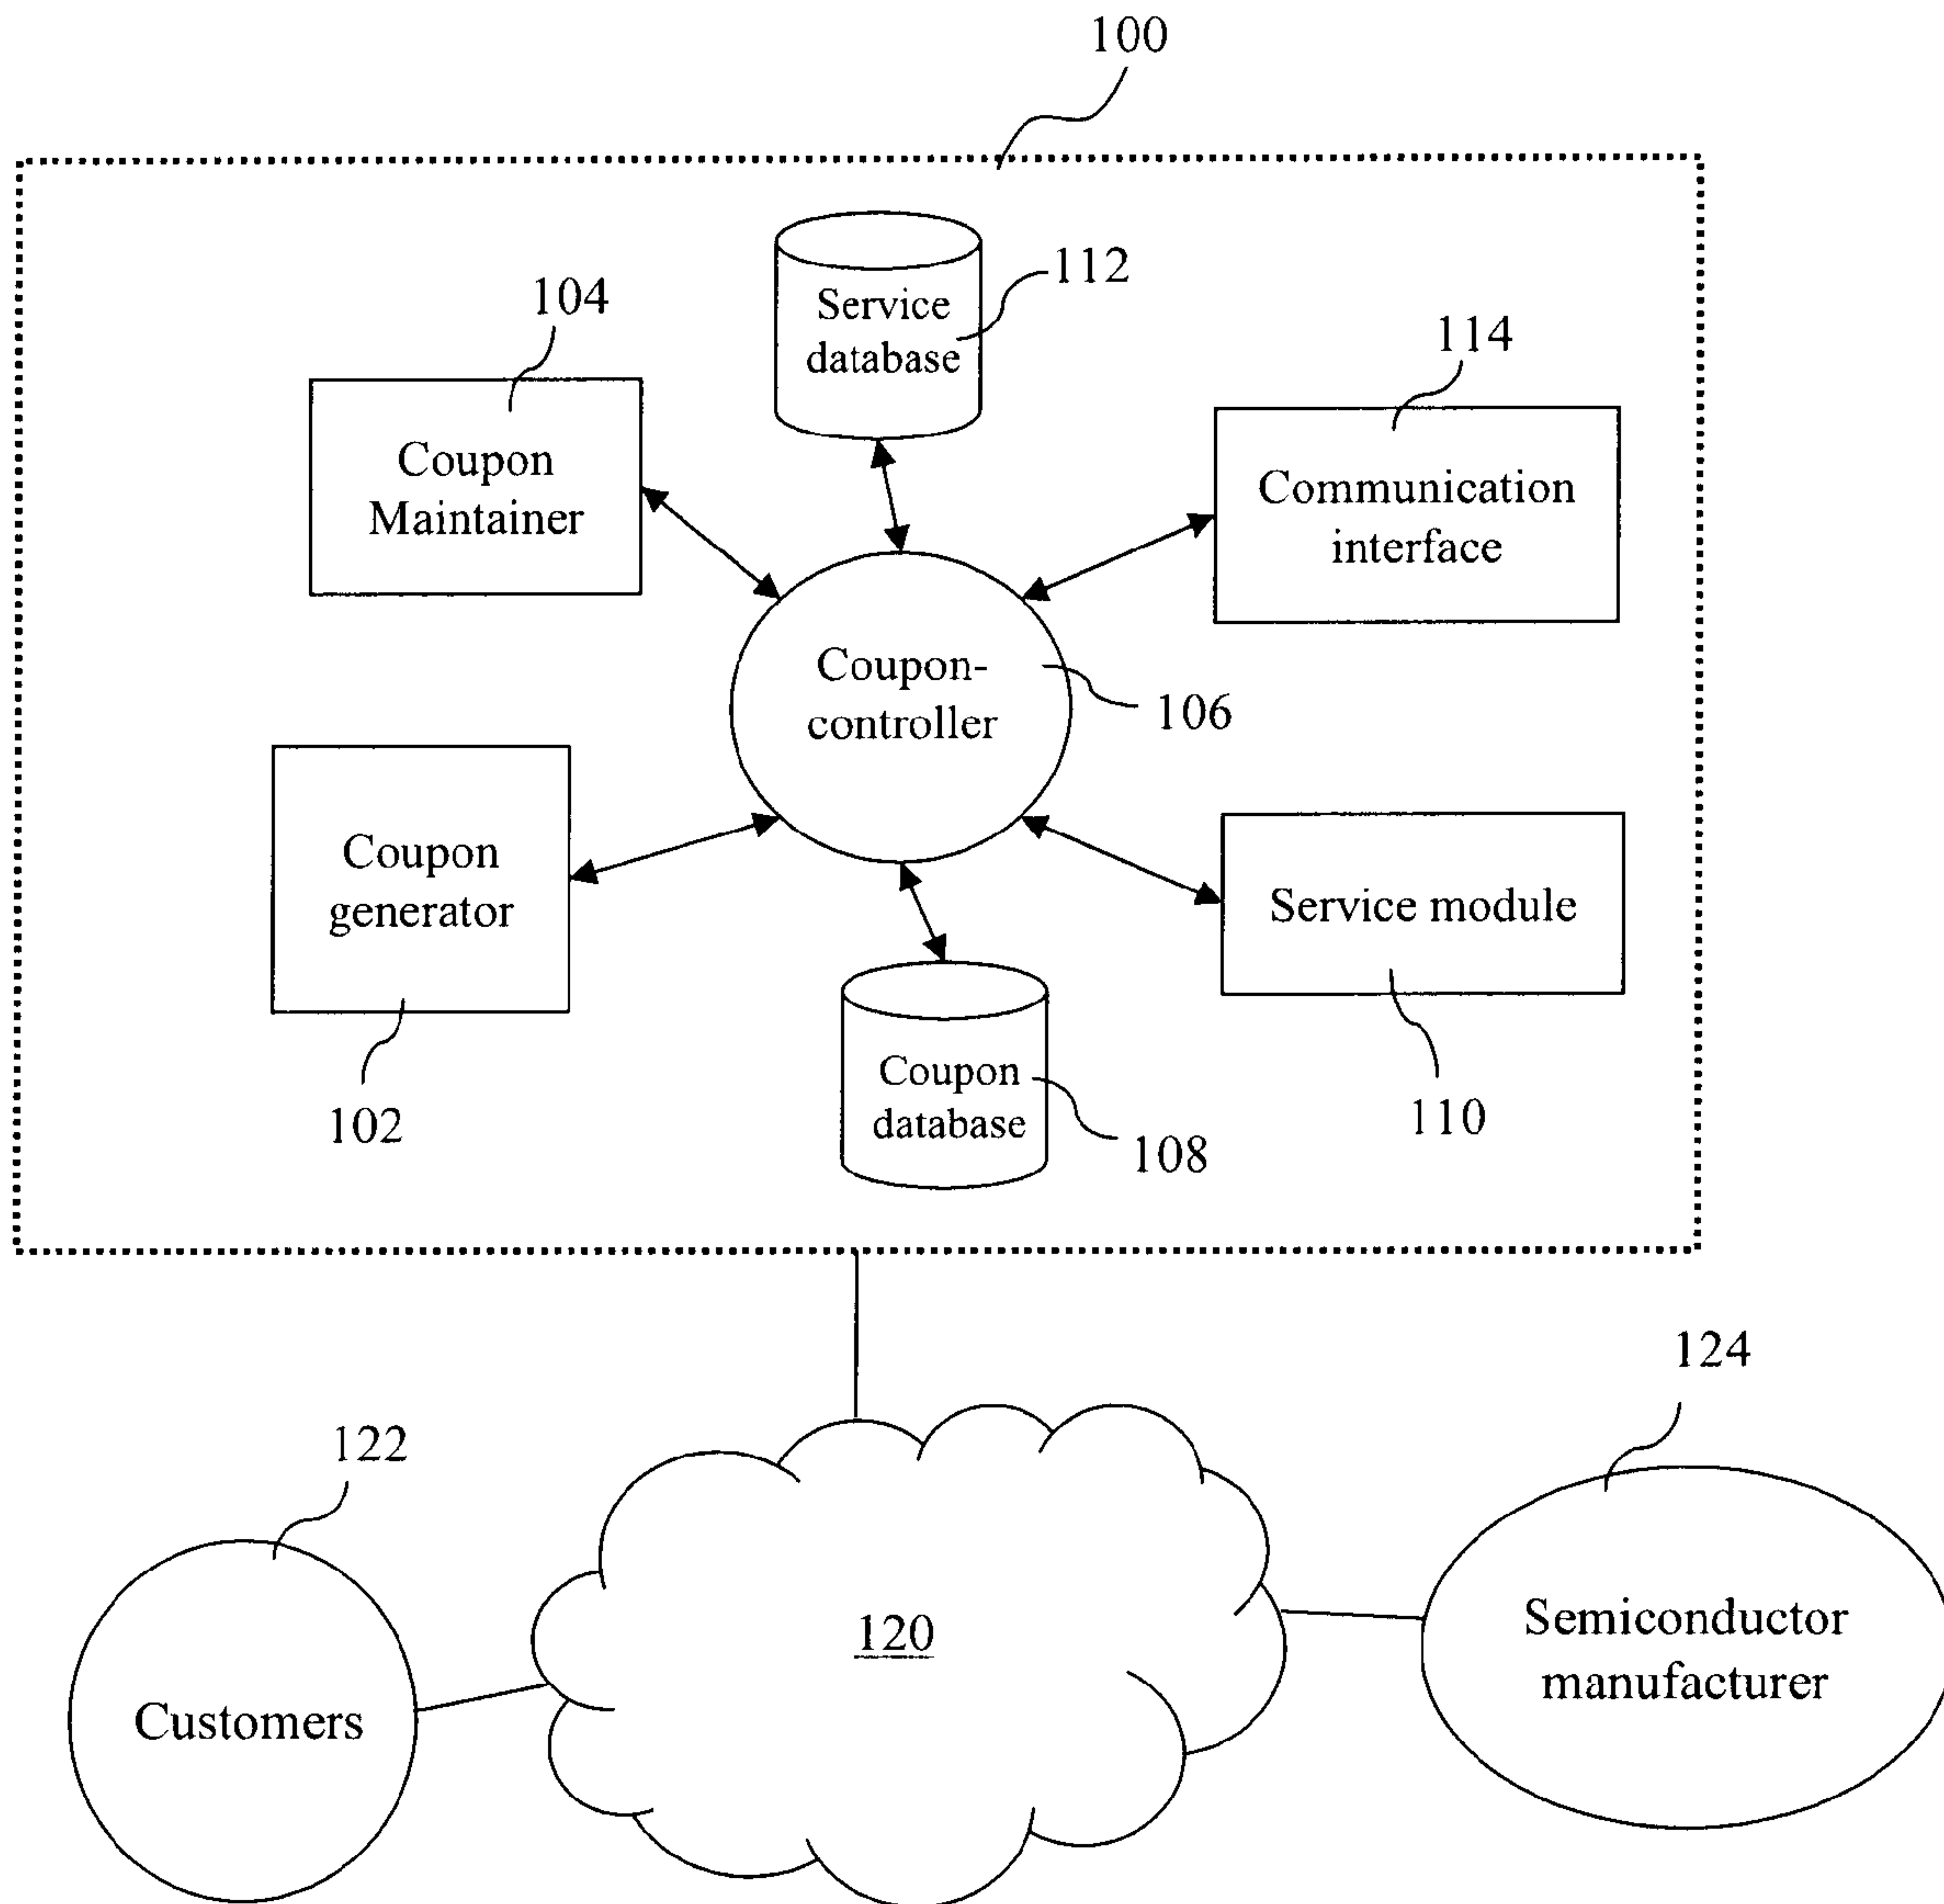 100
Service
database
112
104
114
Coupon
Maintainer
Communication
interface
Coupon-
controller
106
Coupon
generator
Service module
102
Coupon
database
108
110
124
122
120
Semiconductor
manufacturer
Customers